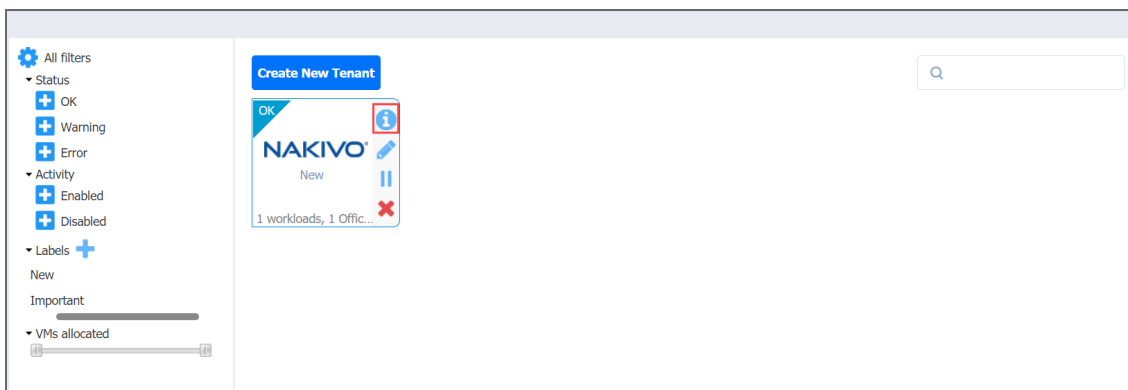 All filters
Status
OK
Warning
Error
Activity
Enabled
Disabled
Labels
New
Important
VMs allocated
Create New Tenant
OK
NAKIVO®
New
1 workloads, 1 Offic...